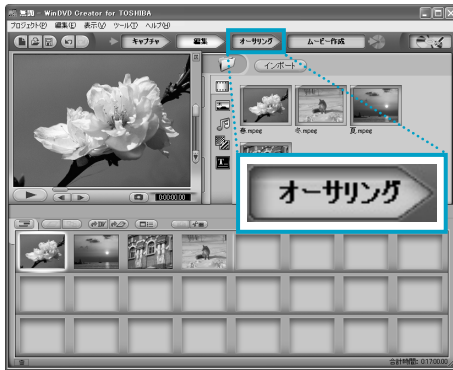 無題 - WinDVD Creator for TOSHIBA
プロジェクト(P) 編集(E) 表示(V) ツール(T) ヘルプ(H)
キャプチャ 編集 オーサリング ムービー作成
インポート
春.mpeg 冬.mpeg 夏.mpeg
オーサリング
00:00:00
合計時間: 0:17:00.00